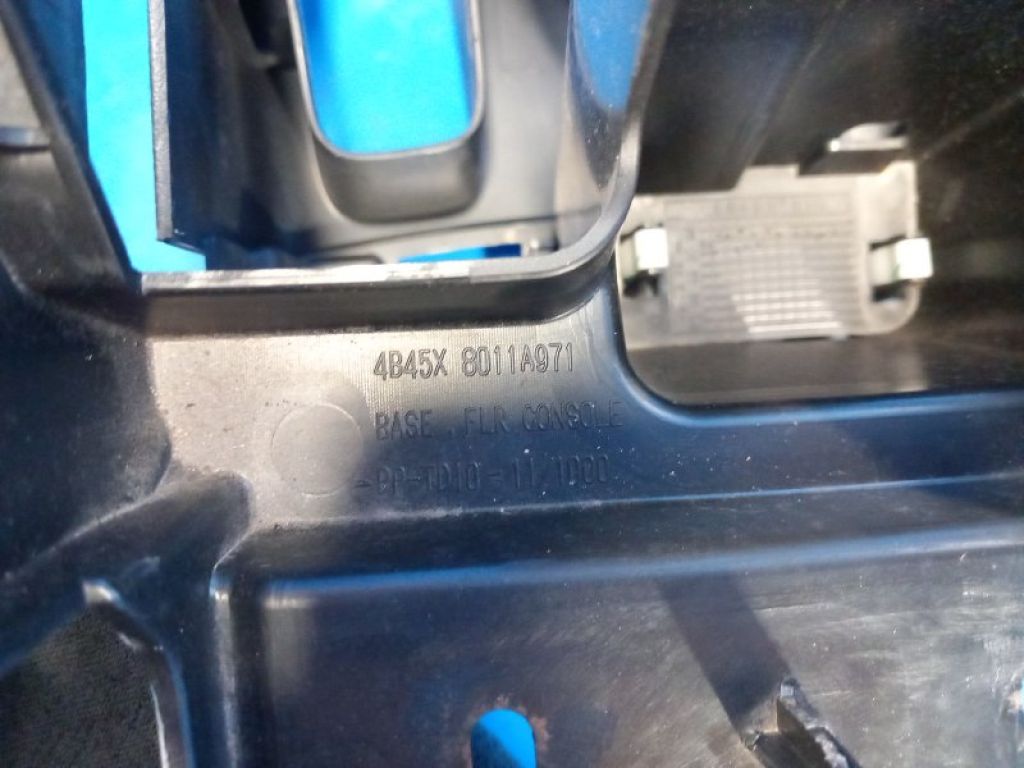 4B45X 8011A971
BASE , FLR CONSOLE
-PP-TD10-11/1000